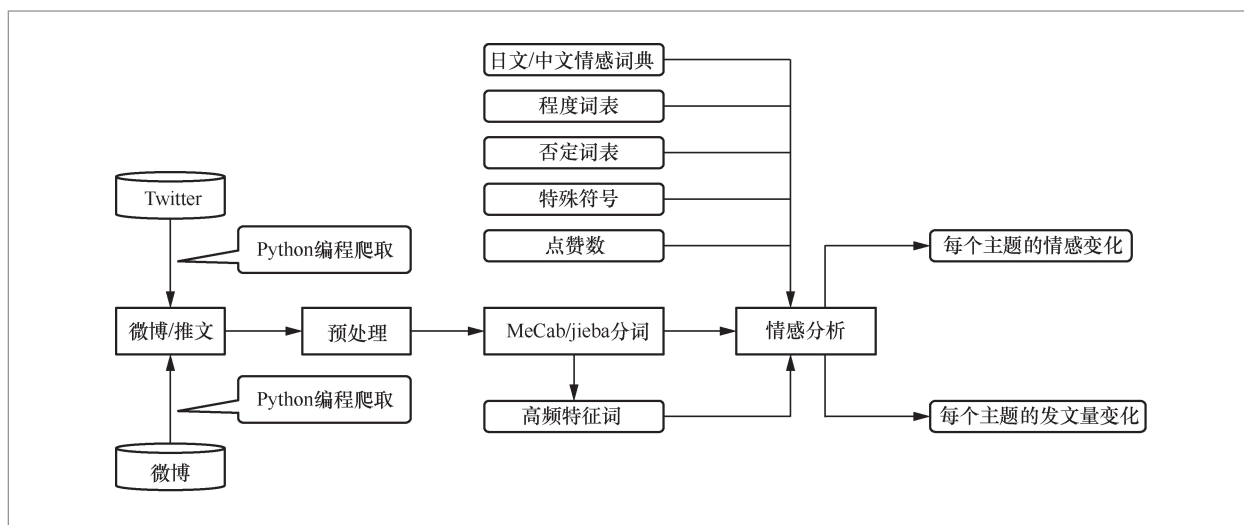 日文/中文情感词典
程度词表
否定词表
特殊符号
点赞数
Twitter
Python编程爬取
每个主题的情感变化
微博/推文
预处理
MeCab/jieba分词
情感分析
Python编程爬取
高频特征词
每个主题的发文量变化
微博